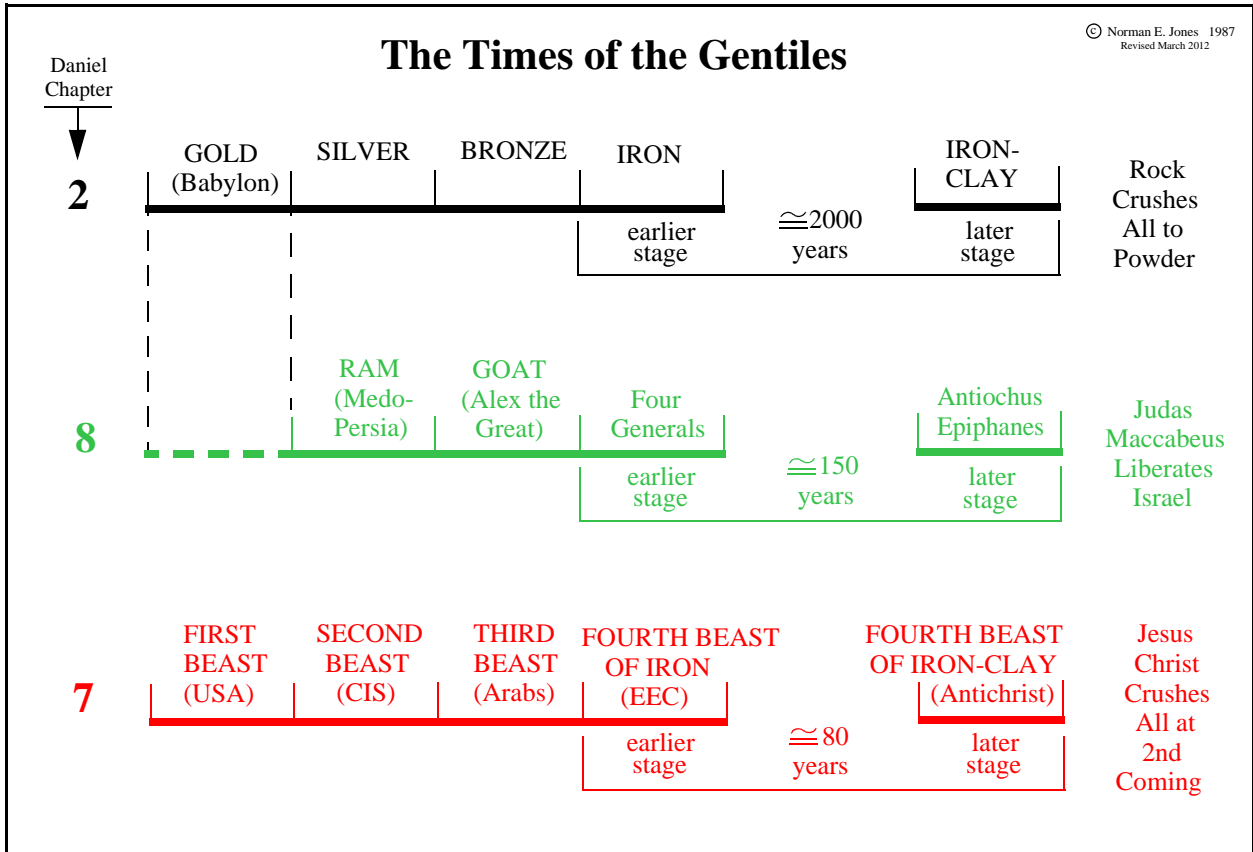 The Times of the Gentiles
© Norman E. Jones 1987
Revised March 2012
Daniel
Chapter
2
GOLD
(Babylon)
SILVER
BRONZE
IRON
IRON-
CLAY
earlier
stage
≅2000
years
later
stage
Rock
Crushes
All to
Powder
8
RAM
(Medo-
Persia)
GOAT
(Alex the
Great)
Four
Generals
Antiochus
Epiphanes
earlier
stage
≅150
years
later
stage
Judas
Maccabeus
Liberates
Israel
7
FIRST
BEAST
(USA)
SECOND
BEAST
(CIS)
THIRD
BEAST
(Arabs)
FOURTH BEAST
OF IRON
(EEC)
FOURTH BEAST
OF IRON-CLAY
(Antichrist)
earlier
stage
≅80
years
later
stage
Jesus
Christ
Crushes
All at
2nd
Coming